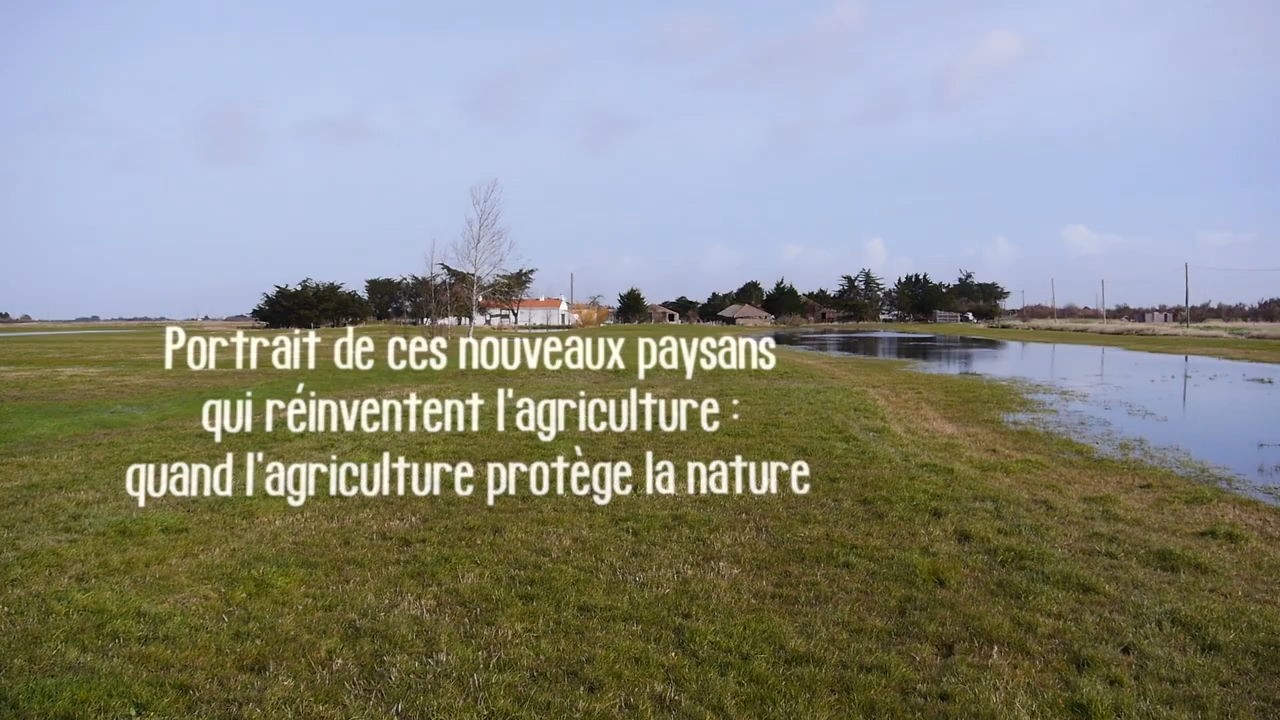 Portrait de ces nouveaux paysans
qui réinventent l'agriculture :
quand l'agriculture protège la nature